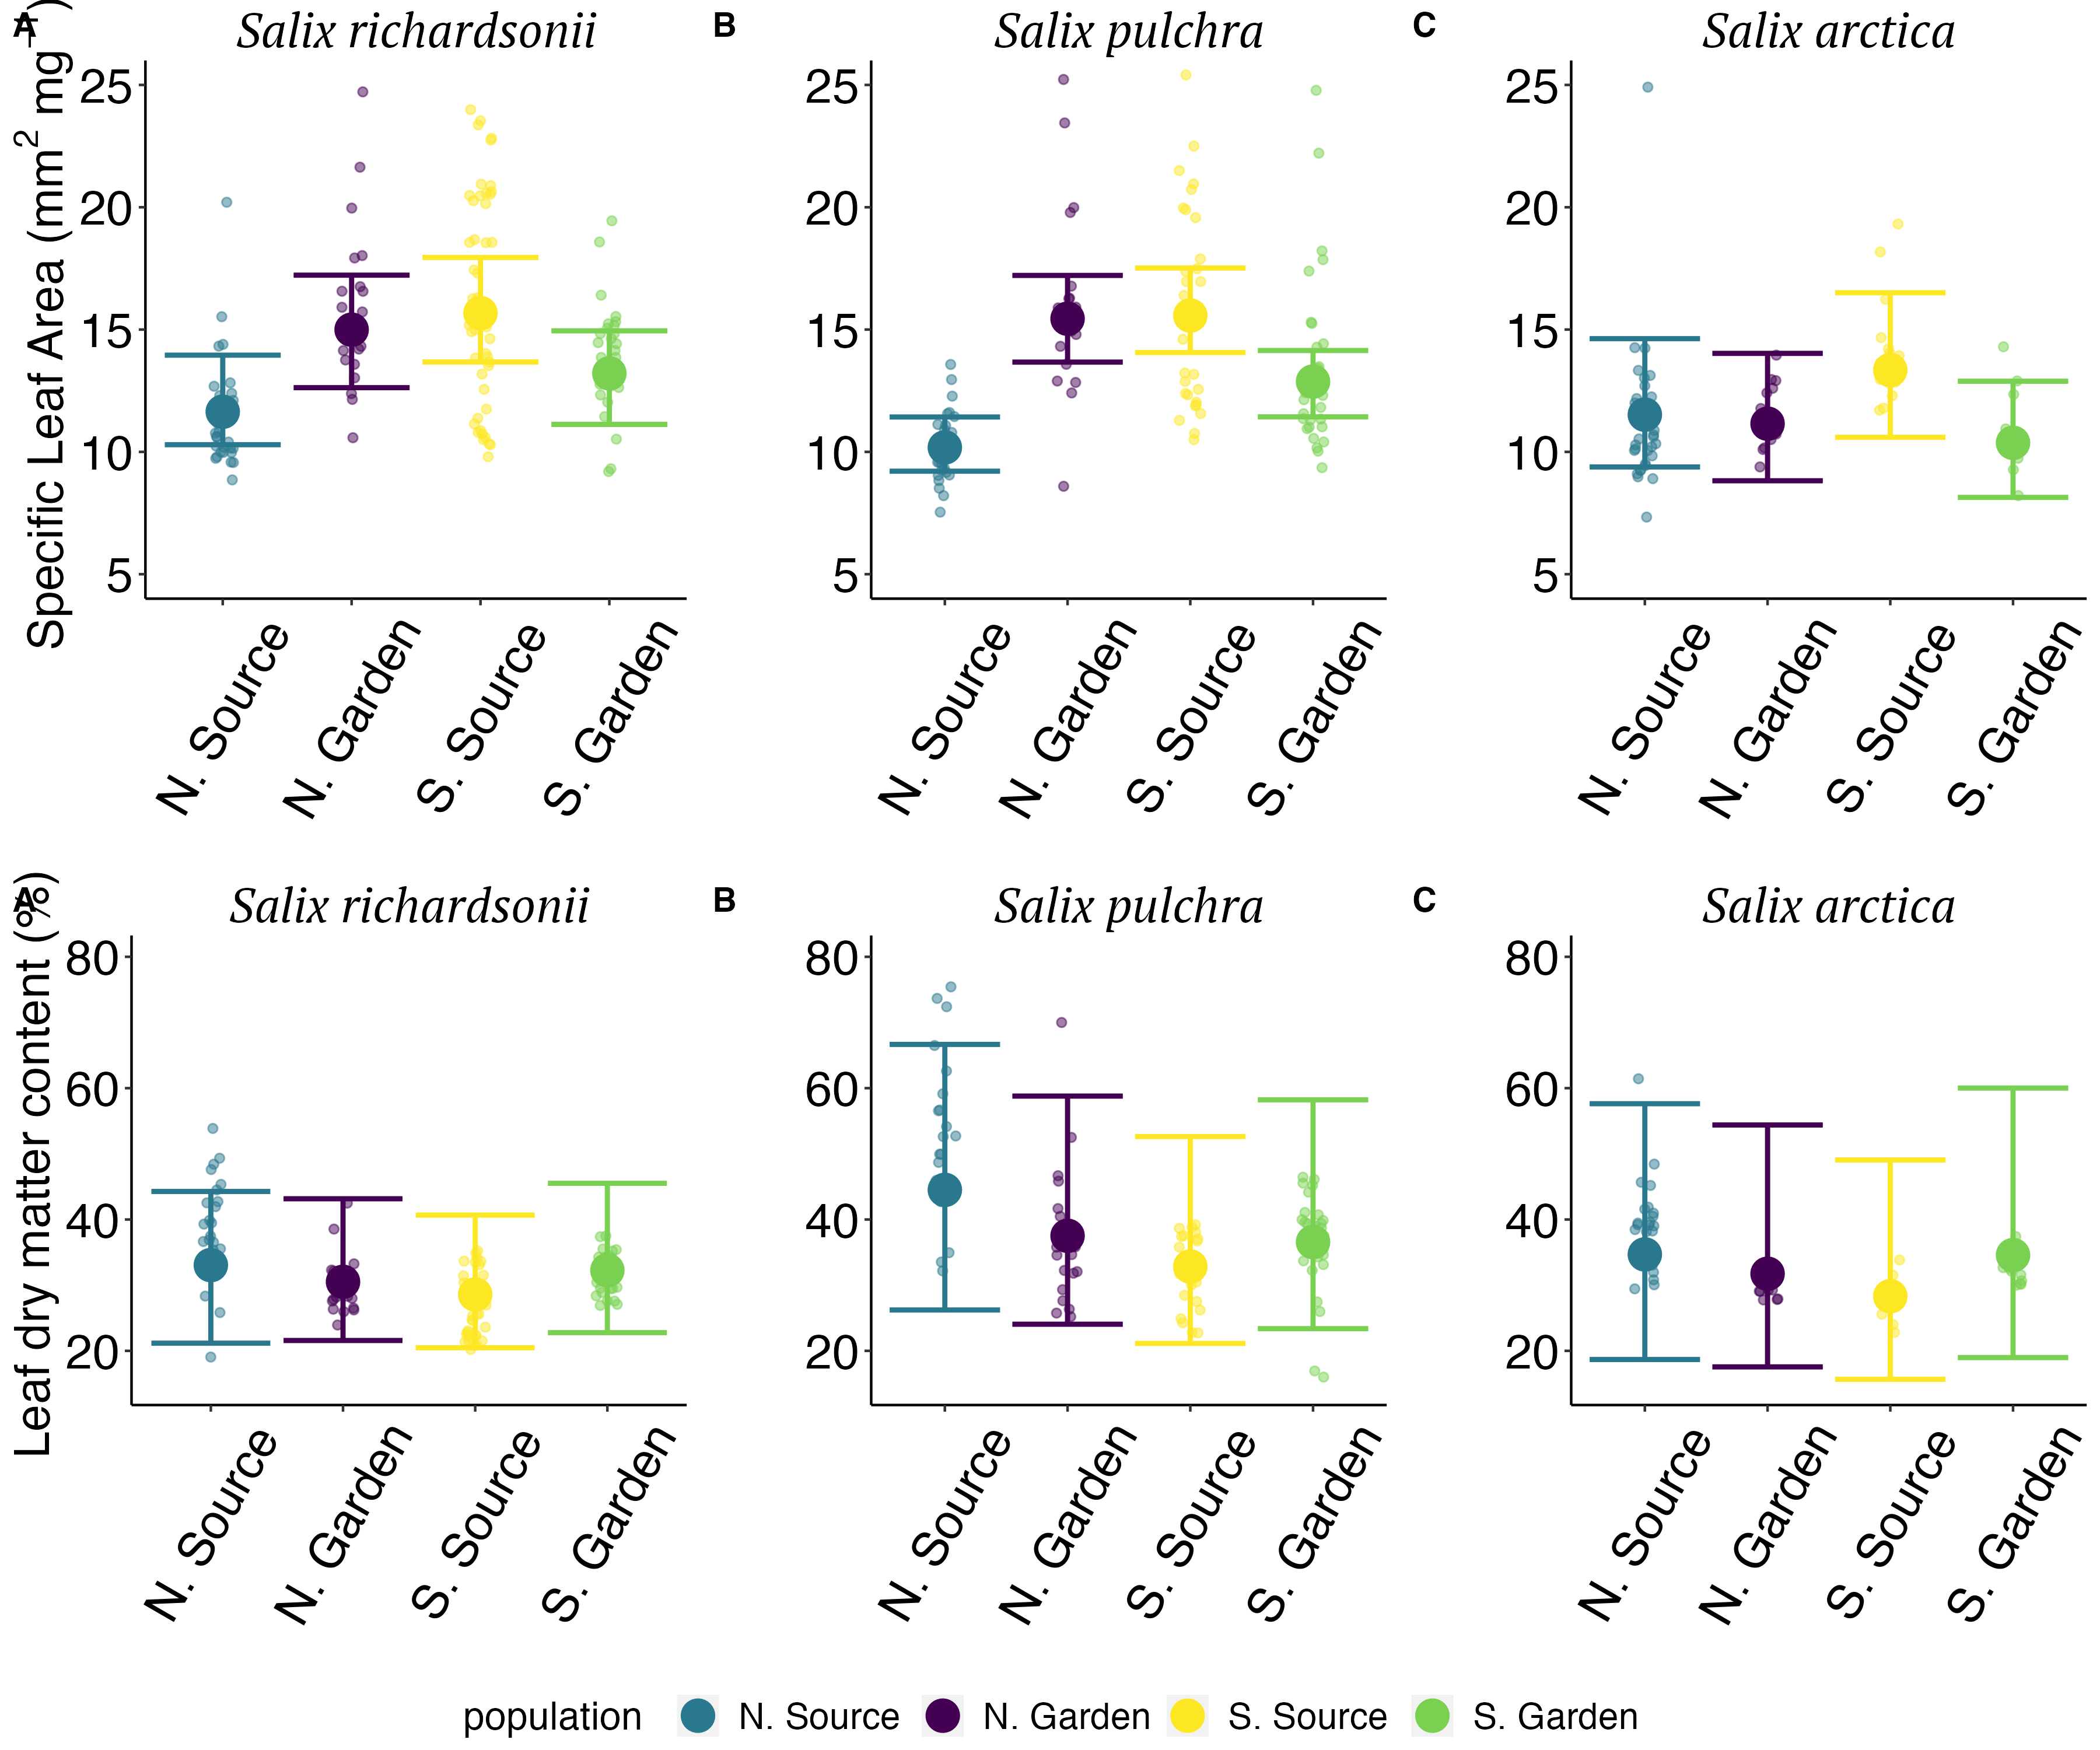 A Salix richardsonii
B Salix pulchra
C Salix arctica
Specific Leaf Area (mm² mg⁻¹)
25
20
15
10
5
N. Source
N. Garden
S. Source
S. Garden
25
20
15
10
5
N. Source
N. Garden
S. Source
S. Garden
25
20
15
10
5
N. Source
N. Garden
S. Source
S. Garden
A Salix richardsonii
B Salix pulchra
C Salix arctica
Leaf dry matter content (%)
80
60
40
20
N. Source
N. Garden
S. Source
S. Garden
80
60
40
20
N. Source
N. Garden
S. Source
S. Garden
80
60
40
20
N. Source
N. Garden
S. Source
S. Garden
population N. Source N. Garden S. Source S. Garden